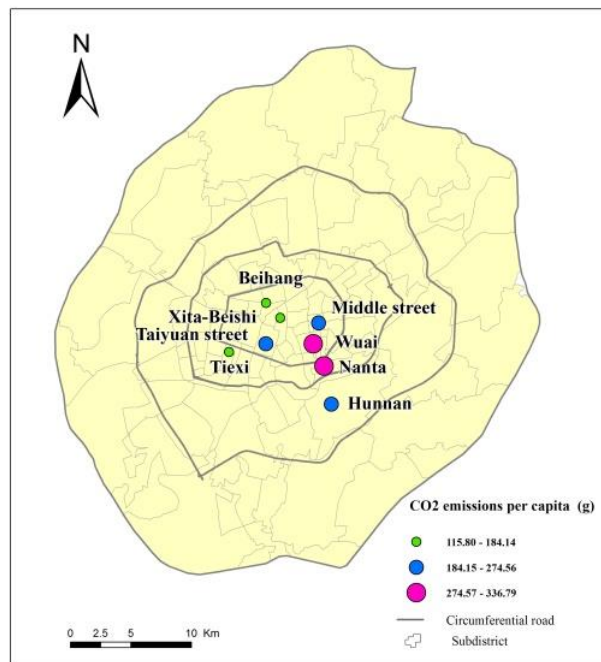 N
Beihang
Xita-Beishi
Middle street
Taiyuan street
Wuai
Tiexi
Nanta
Hunnan
CO2 emissions per capita (g)
115.80 - 184.14
184.15 - 274.56
274.57 - 336.79
Circumferential road
Subdistrict
0 2.5 5 10 Km